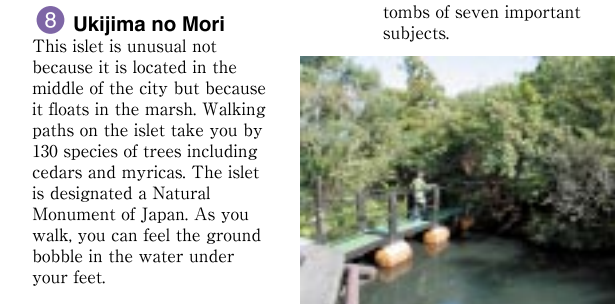 8 Ukijima no Mori
This islet is unusual not
because it is located in the
middle of the city but because
it floats in the marsh. Walking
paths on the islet take you by
130 species of trees including
cedars and myricas. The islet
is designated a Natural
Monument of Japan. As you
walk, you can feel the ground
bobble in the water under
your feet.
tombs of seven important
subjects.